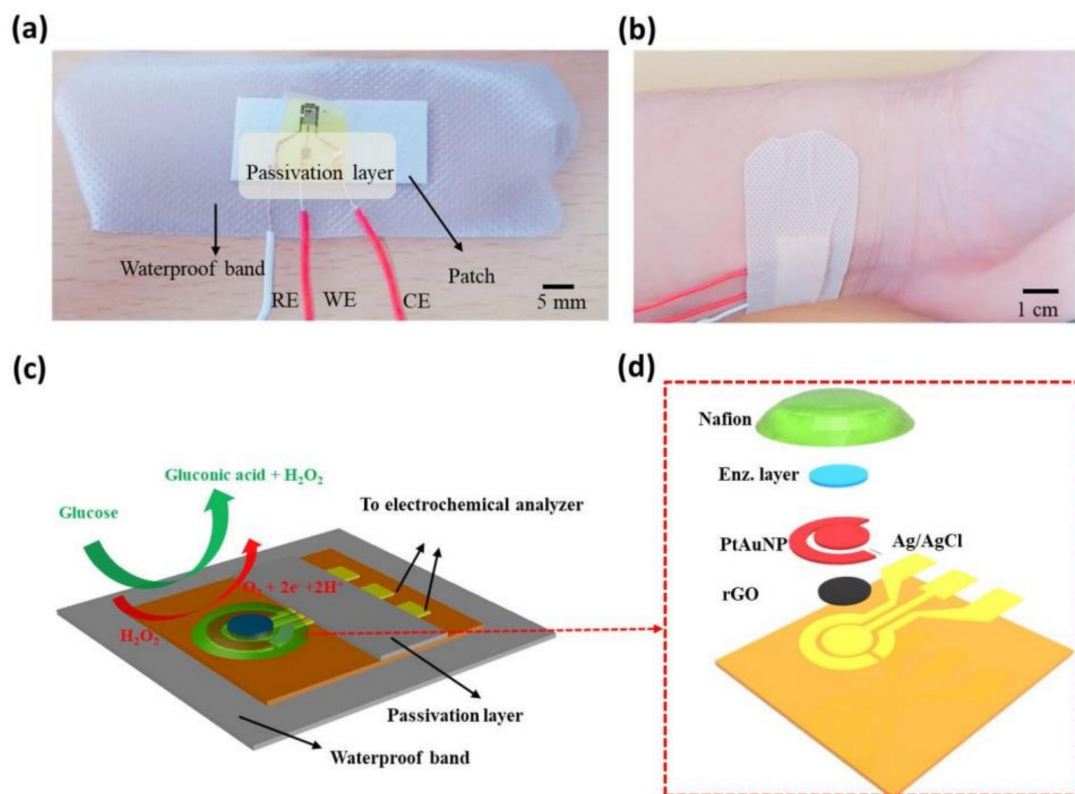 (a)
Passivation layer
Waterproof band
RE
WE
CE
Patch
5 mm
(b)
1 cm
(c)
Gluconic acid + H₂O₂
Glucose
To electrochemical analyzer
O₂ + 2e⁻ +2H⁺
H₂O₂
Passivation layer
Waterproof band
(d)
Nafion
Enz. layer
PtAuNP
Ag/AgCl
rGO